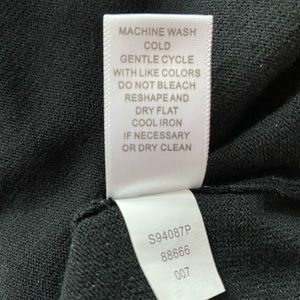 MACHINE WASH
COLD
GENTLE CYCLE
WITH LIKE COLORS
DO NOT BLEACH
RESHAPE AND
DRY FLAT
COOL IRON
IF NECESSARY
OR DRY CLEAN
S94087P
88666
007